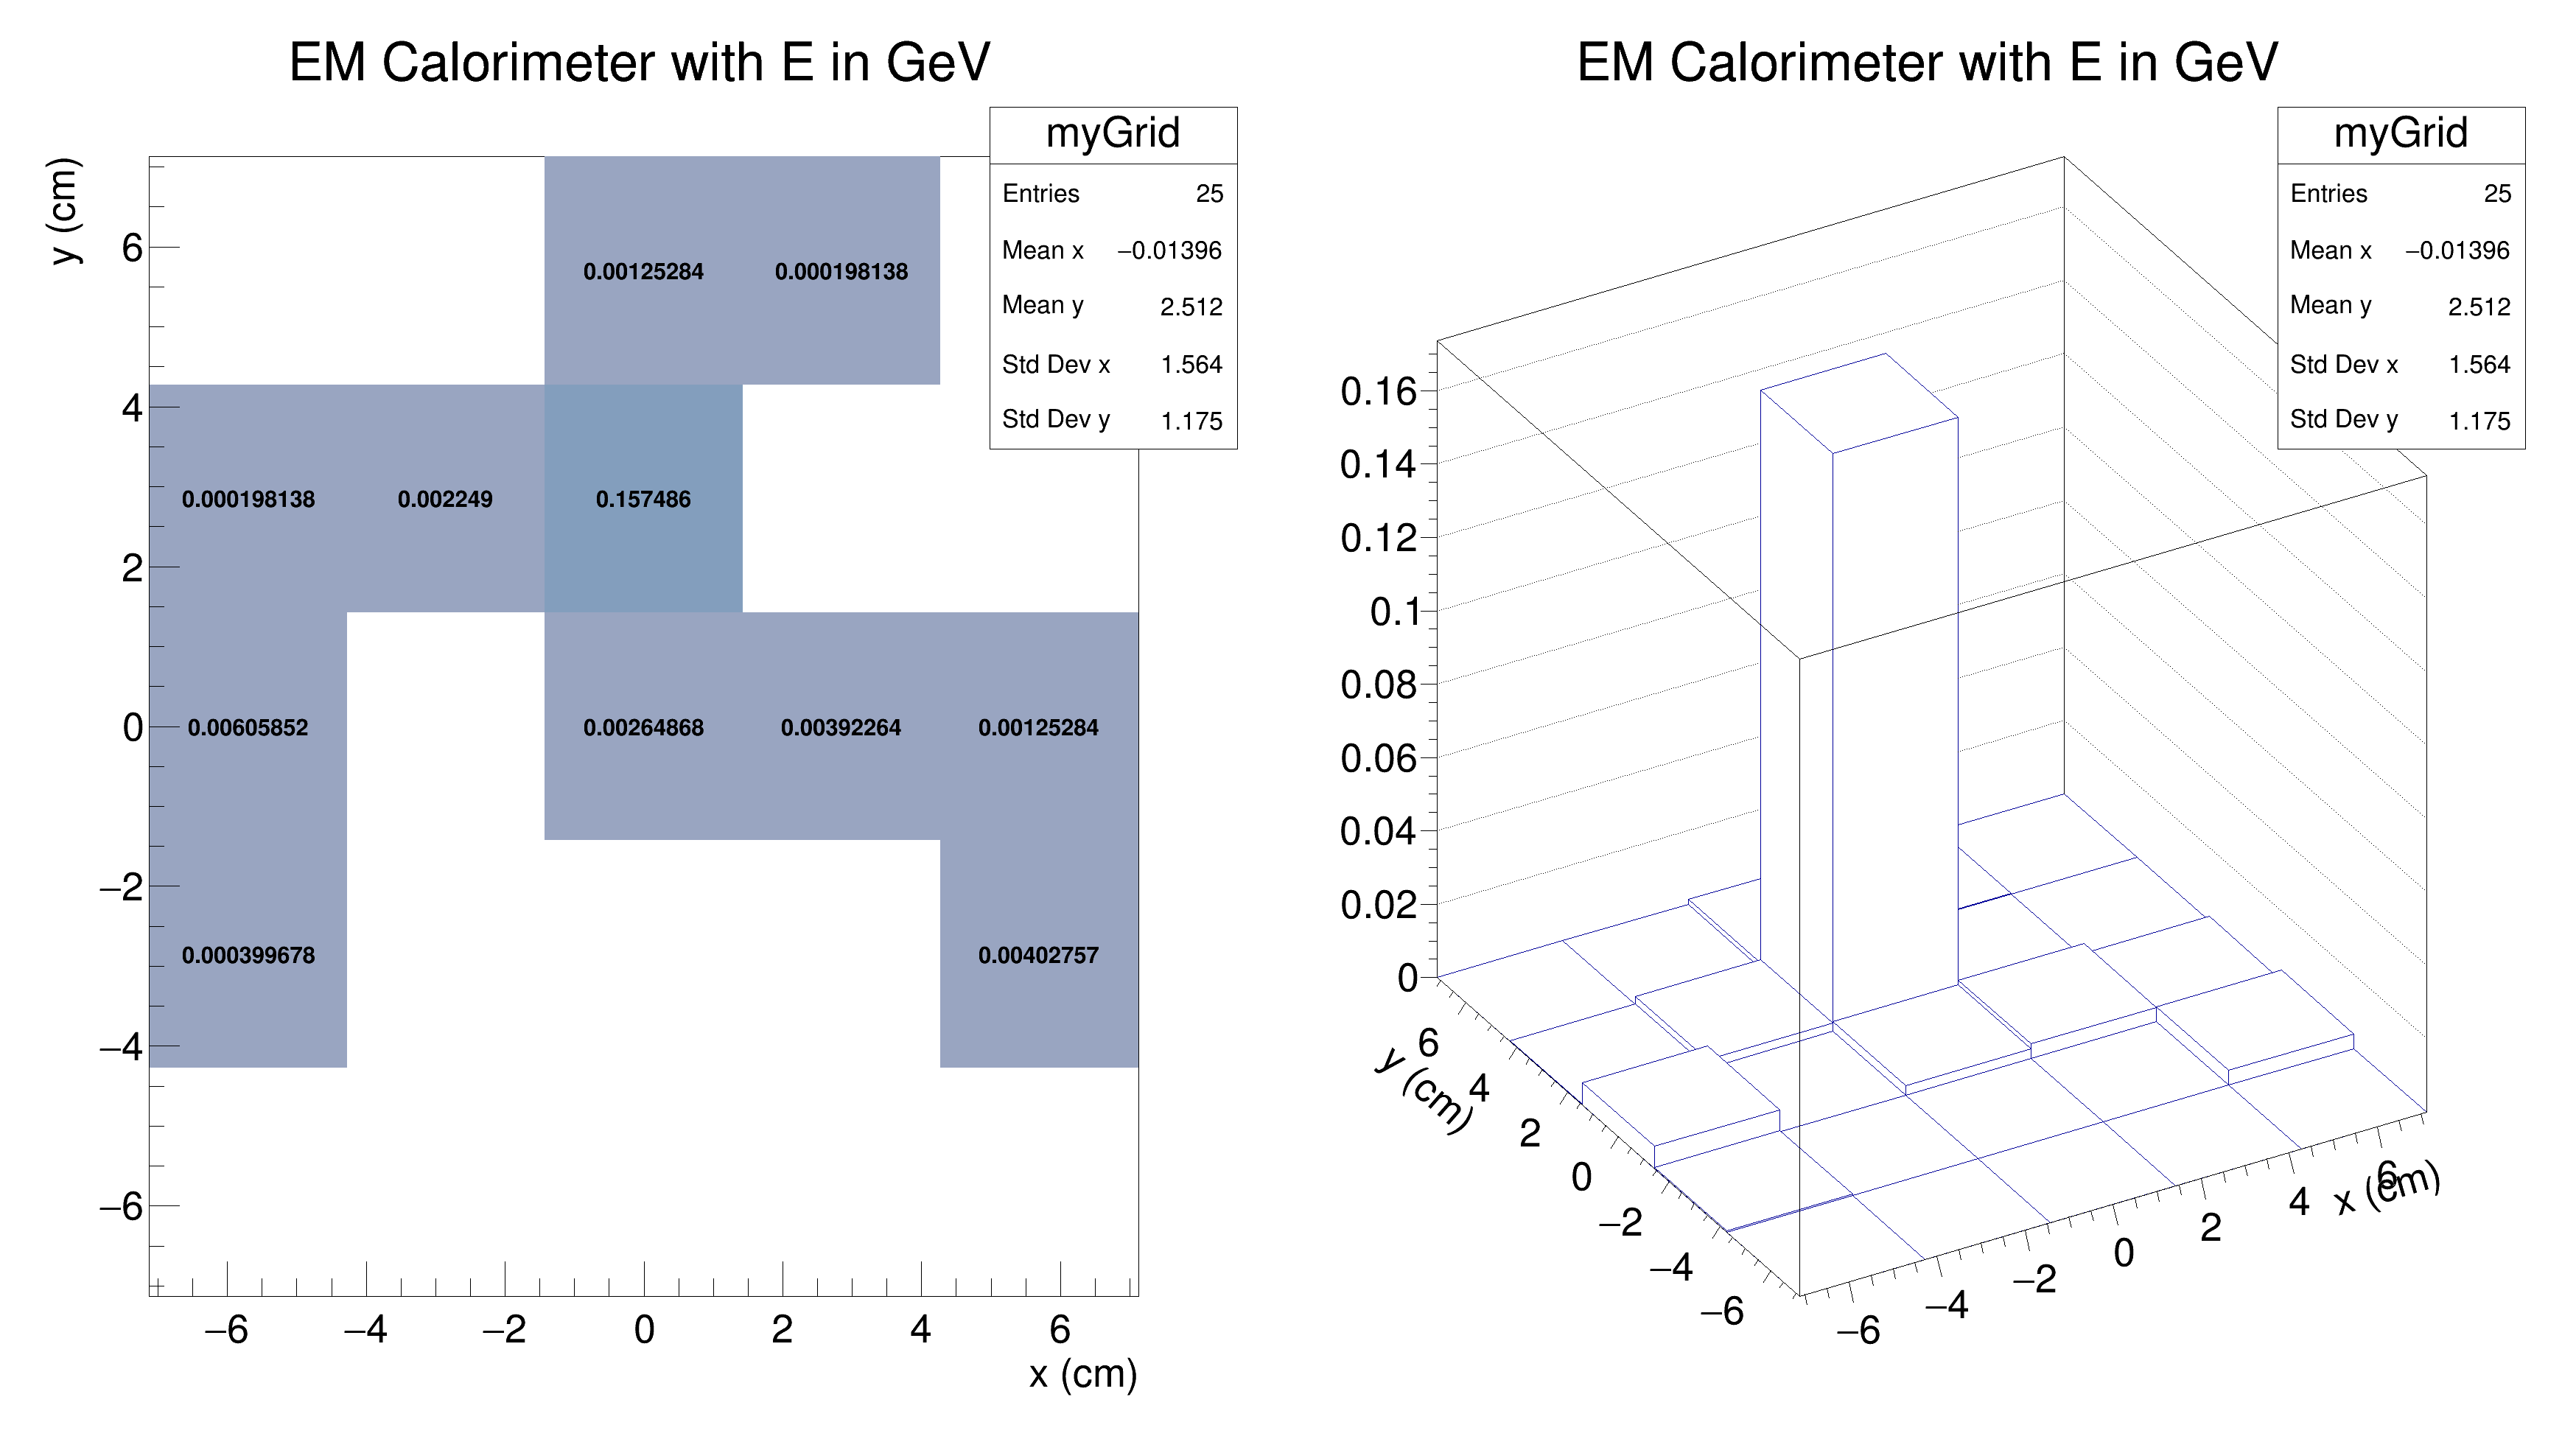 EM Calorimeter with E in GeV
myGrid
Entries 25
Mean x −0.01396
Mean y 2.512
Std Dev x 1.564
Std Dev y 1.175
y (cm)
6
4
2
0
−2
−4
−6
0.00125284 0.000198138
0.000198138 0.002249 0.157486
0.00605852 0.00264868 0.00392264 0.00125284
0.000399678 0.00402757
−6 −4 −2 0 2 4 6
x (cm)
EM Calorimeter with E in GeV
myGrid
Entries 25
Mean x −0.01396
Mean y 2.512
Std Dev x 1.564
Std Dev y 1.175
0.16
0.14
0.12
0.1
0.08
0.06
0.04
0.02
0
y (cm)
6
4
2
0
−2
−4
−6
−6 −4 −2 0 2 4 6
x (cm)